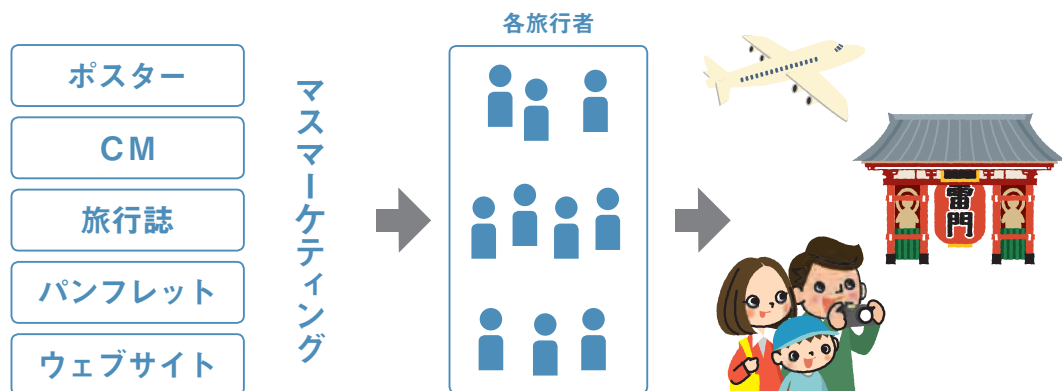 各旅行者
ポスター
CM
旅行誌
パンフレット
ウェブサイト
マスマーケティング
雷門